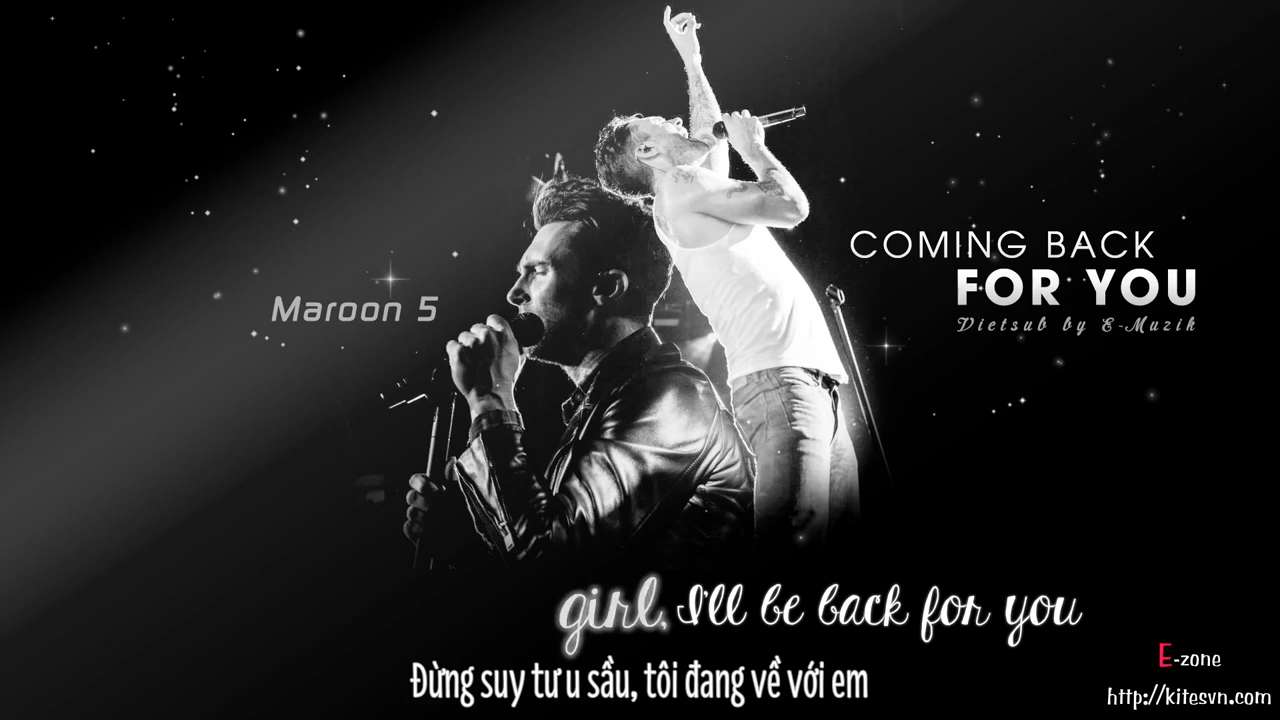 COMING BACK
FOR YOU
Vietsub by E-Muzik
Maroon 5
girl, I'll be back for you
Đừng suy tư u sầu, tôi đang về với em
E-zone
http://kitesvn.com